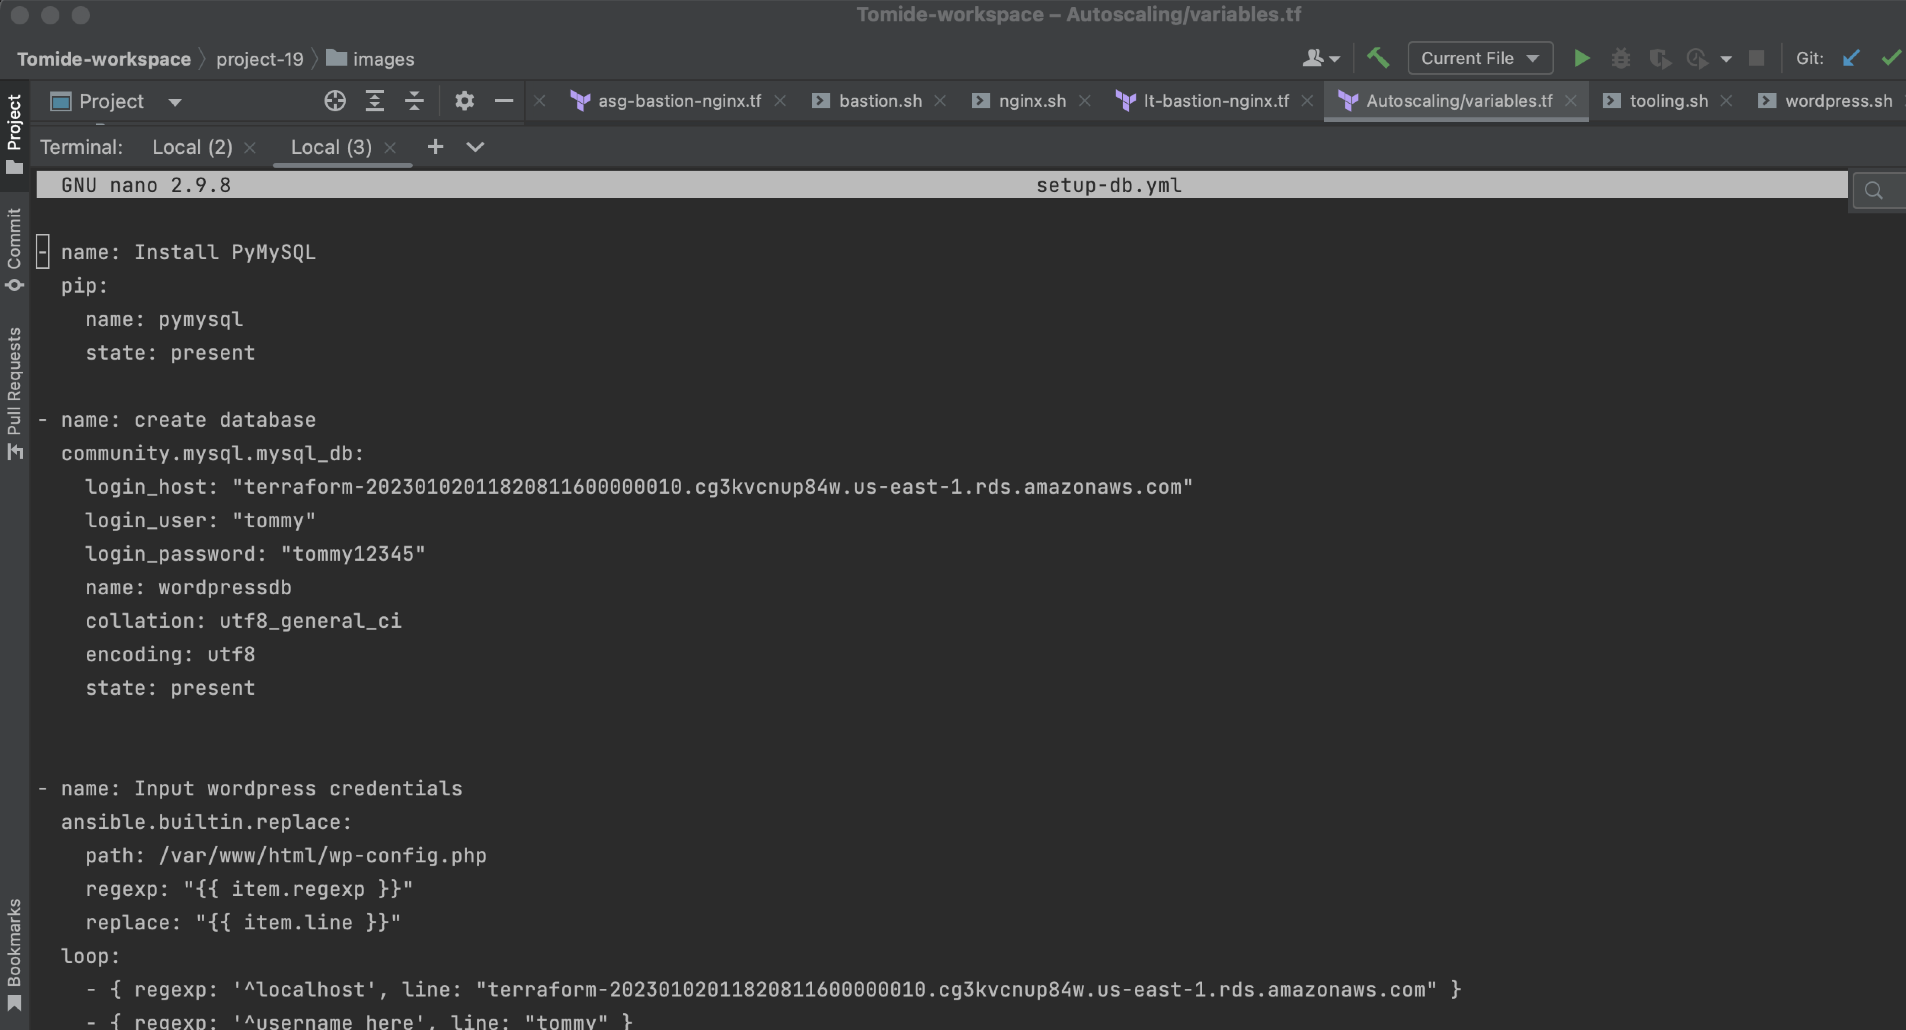 Tomide-workspace – Autoscaling/variables.tf
Tomide-workspace project-19 images
Current File
Git:
Project
asg-bastion-nginx.tf bastion.sh nginx.sh lt-bastion-nginx.tf Autoscaling/variables.tf tooling.sh wordpress.sh
Terminal: Local (2) Local (3)
Project
Commit
Pull Requests
Bookmarks
GNU nano 2.9.8 setup-db.yml
- name: Install PyMySQL
pip:
name: pymysql
state: present
- name: create database
community.mysql.mysql_db:
login_host: "terraform-20230102011820811600000010.cg3kvcnup84w.us-east-1.rds.amazonaws.com"
login_user: "tommy"
login_password: "tommy12345"
name: wordpressdb
collation: utf8_general_ci
encoding: utf8
state: present
- name: Input wordpress credentials
ansible.builtin.replace:
path: /var/www/html/wp-config.php
regexp: "{{ item.regexp }}"
replace: "{{ item.line }}"
loop:
- { regexp: '^localhost', line: "terraform-20230102011820811600000010.cg3kvcnup84w.us-east-1.rds.amazonaws.com" }
- { regexp: '^username_here', line: "tommy" }